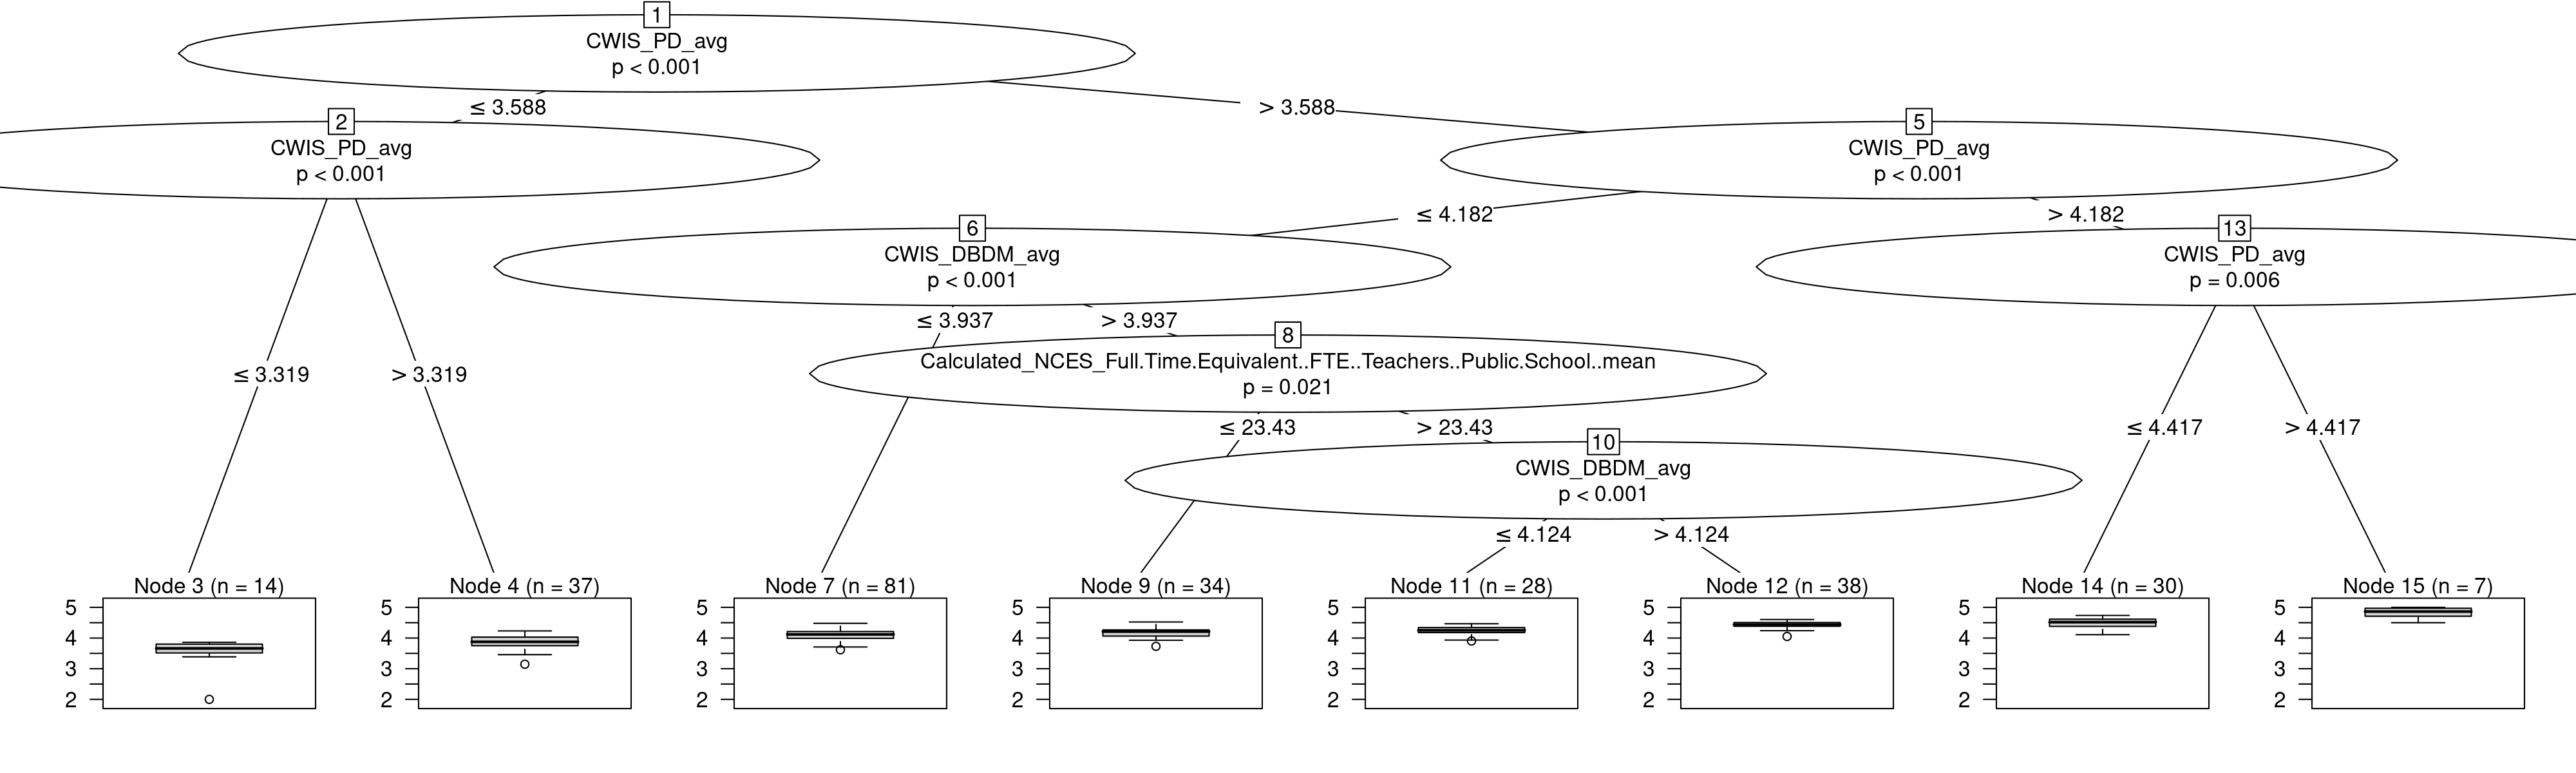 1
CWIS_PD_avg
p < 0.001
≤ 3.588
> 3.588
2
CWIS_PD_avg
p < 0.001
5
CWIS_PD_avg
p < 0.001
≤ 4.182
> 4.182
6
CWIS_DBDM_avg
p < 0.001
13
CWIS_PD_avg
p = 0.006
≤ 3.937
> 3.937
8
Calculated_NCES_Full.Time.Equivalent..FTE..Teachers..Public.School..mean
p = 0.021
≤ 3.319
> 3.319
≤ 23.43
> 23.43
≤ 4.417
> 4.417
10
CWIS_DBDM_avg
p < 0.001
≤ 4.124
> 4.124
Node 3 (n = 14)
5
4
3
2
Node 4 (n = 37)
5
4
3
2
Node 7 (n = 81)
5
4
3
2
Node 9 (n = 34)
5
4
3
2
Node 11 (n = 28)
5
4
3
2
Node 12 (n = 38)
5
4
3
2
Node 14 (n = 30)
5
4
3
2
Node 15 (n = 7)
5
4
3
2